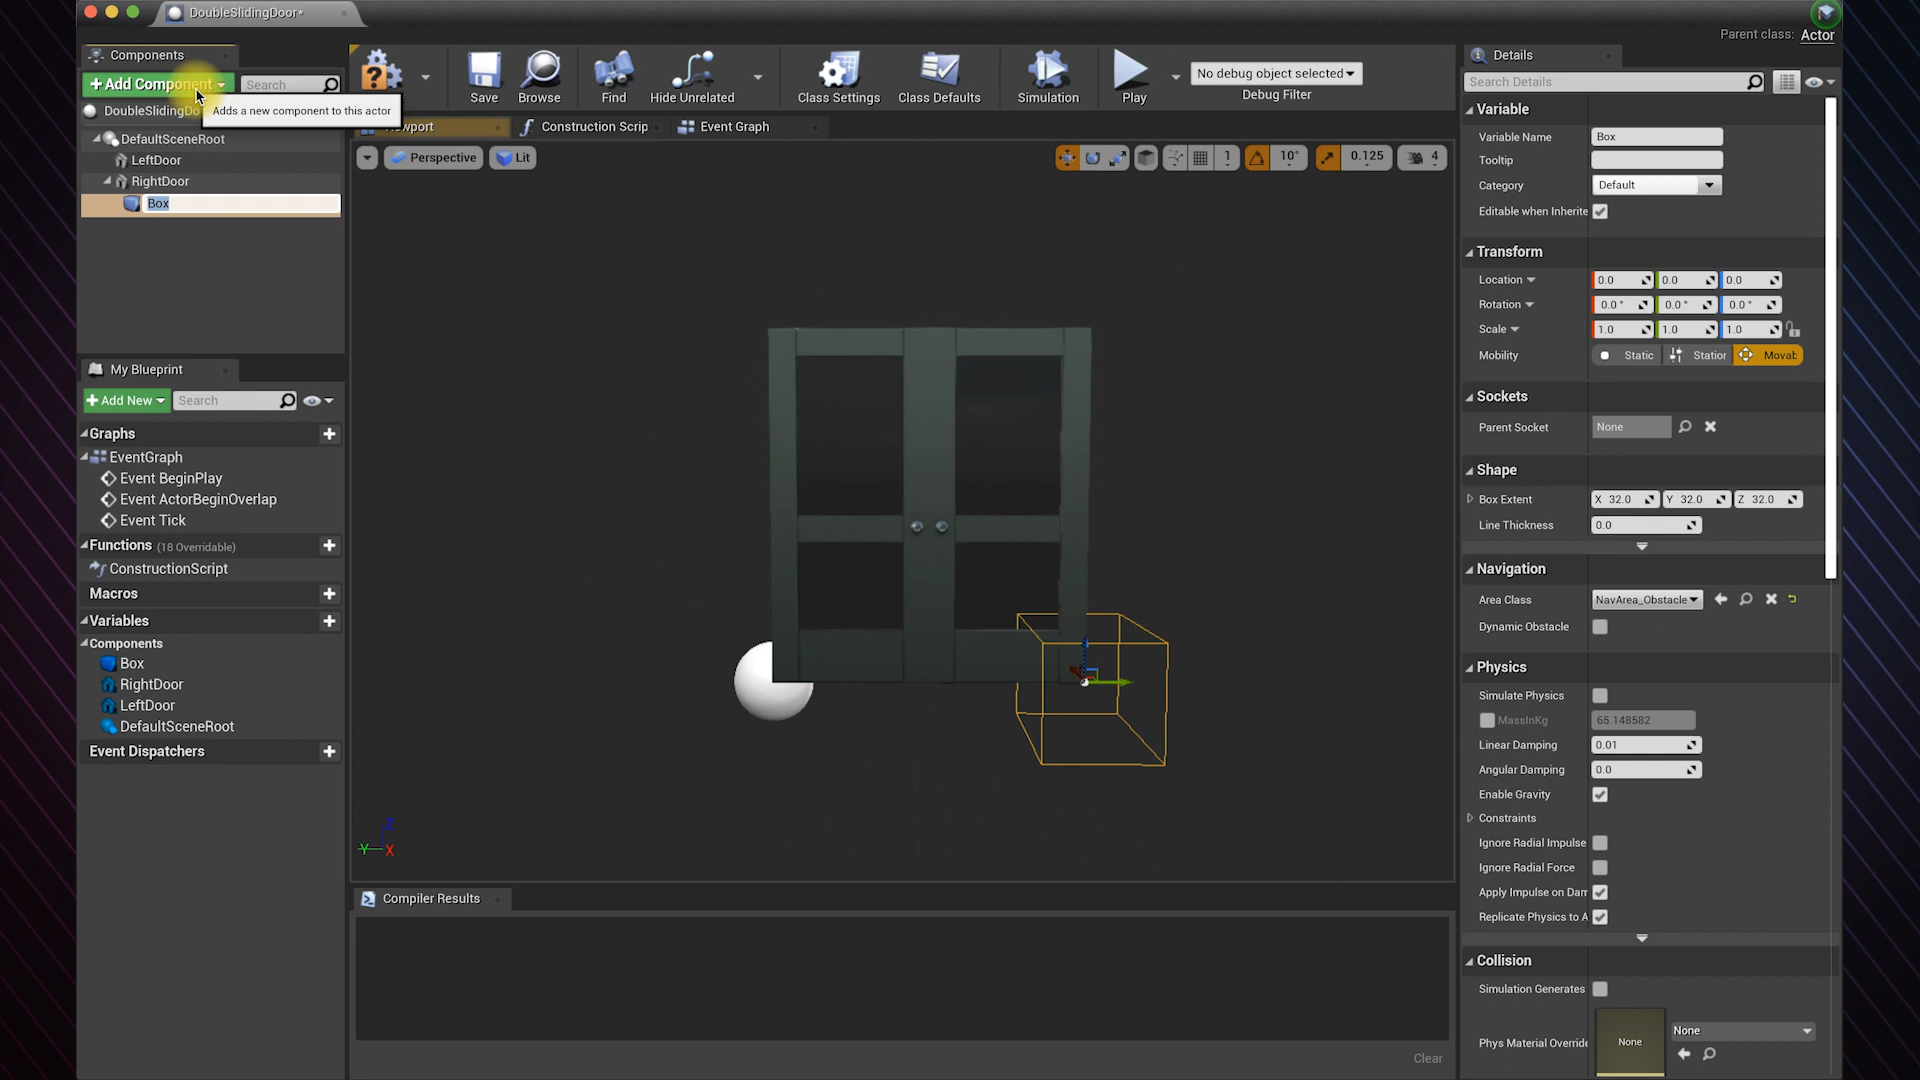 DoubleSlidingDoor*
Parent class: Actor
Components
+Add Component
Search
DoubleSlidingDo
Adds a new component to this actor
DefaultSceneRoot
LeftDoor
RightDoor
Box
Save
Browse
Find
Hide Unrelated
Class Settings
Class Defaults
Simulation
Play
No debug object selected
Debug Filter
Construction Scrip
Event Graph
Perspective
Lit
1
10°
0.125
4
Z
Y
X
My Blueprint
+Add New
Search
Graphs
EventGraph
Event BeginPlay
Event ActorBeginOverlap
Event Tick
Functions (18 Overridable)
ConstructionScript
Macros
Variables
Components
Box
RightDoor
LeftDoor
DefaultSceneRoot
Event Dispatchers
Compiler Results
Clear
Details
Search Details
Variable
Variable Name Box
Tooltip
Category Default
Editable when Inherite
Transform
Location 0.0 0.0 0.0
Rotation 0.0° 0.0° 0.0°
Scale 1.0 1.0 1.0
Mobility Static Station Movab
Sockets
Parent Socket None
Shape
Box Extent X 32.0 Y 32.0 Z 32.0
Line Thickness 0.0
Navigation
Area Class NavArea_Obstacle
Dynamic Obstacle
Physics
Simulate Physics
MassInKg 65.148582
Linear Damping 0.01
Angular Damping 0.0
Enable Gravity
Constraints
Ignore Radial Impulse
Ignore Radial Force
Apply Impulse on Dam
Replicate Physics to A
Collision
Simulation Generates
Phys Material Override None None